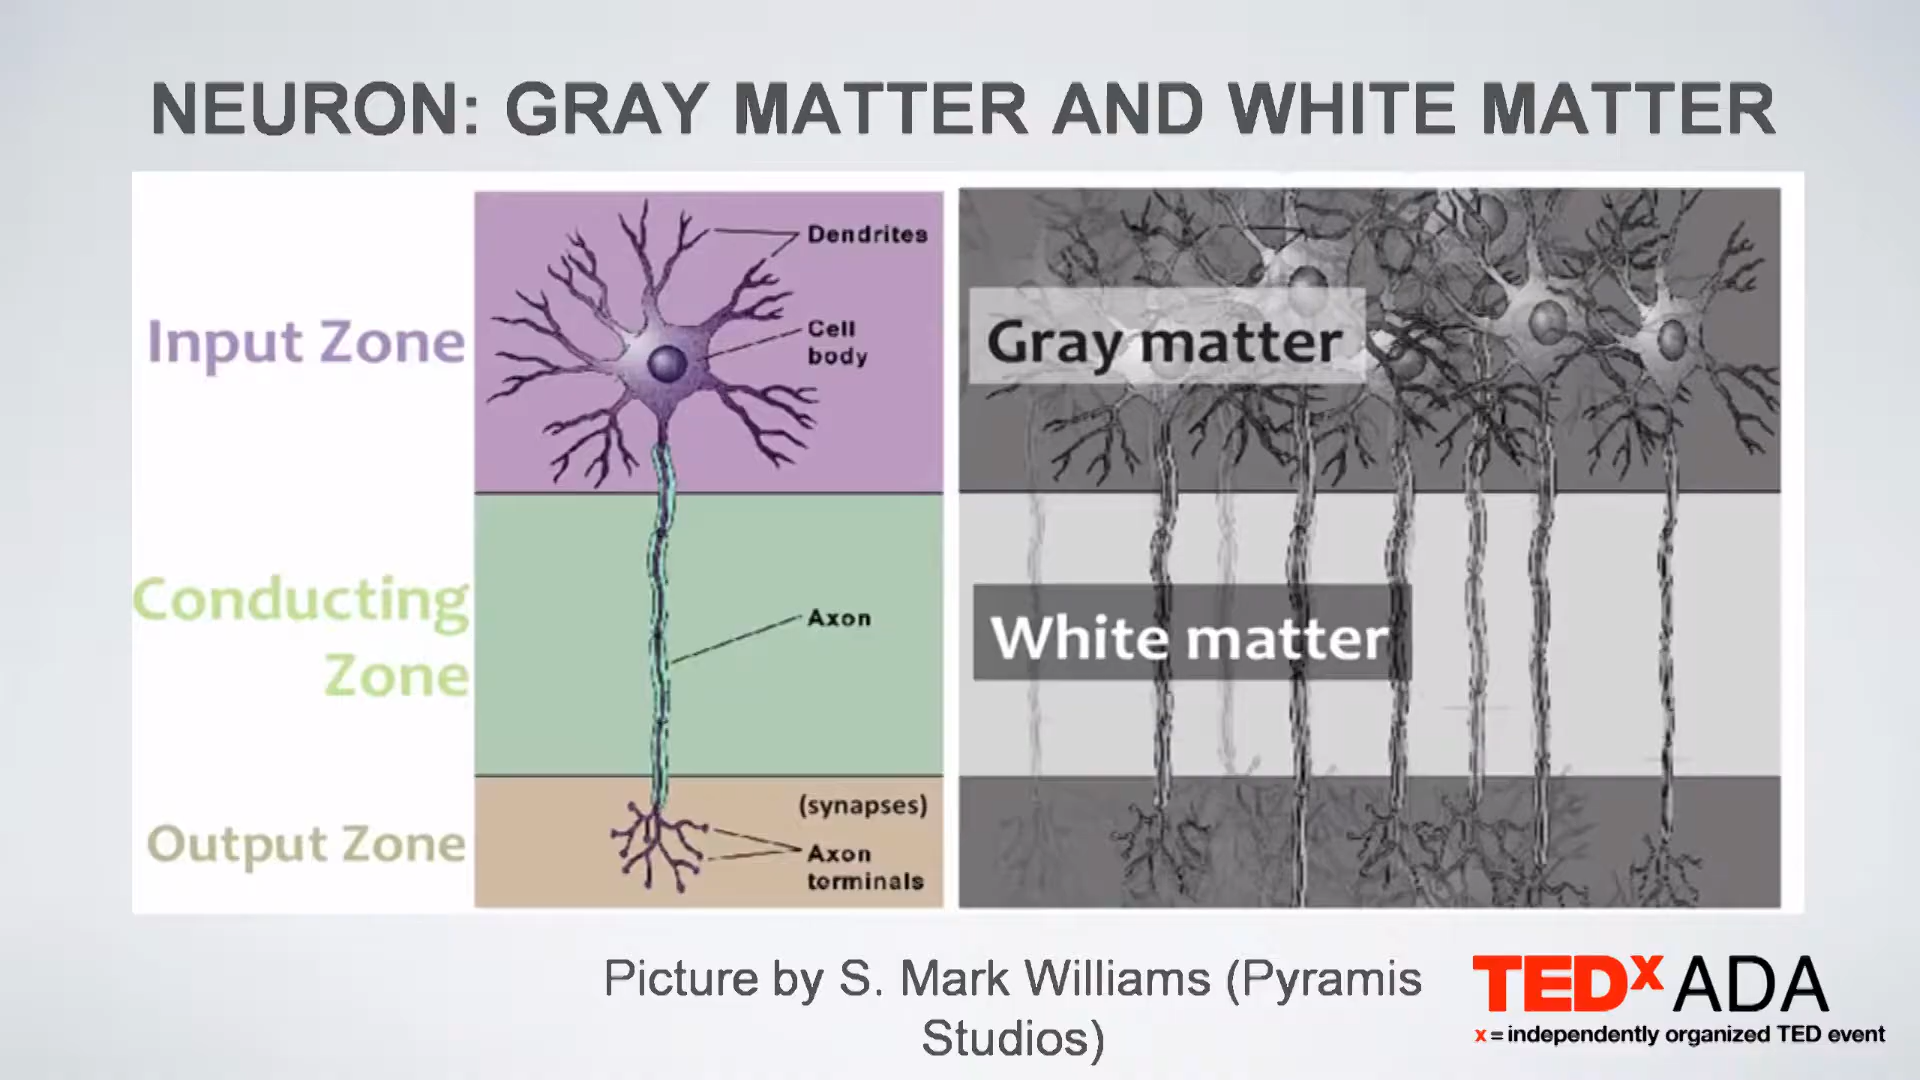 NEURON: GRAY MATTER AND WHITE MATTER
Input Zone
Dendrites
Cell
body
Gray matter
Conducting
Zone
Axon
White matter
Output Zone
(synapses)
Axon
terminals
Picture by S. Mark Williams (Pyramis
Studios)
TEDx ADA
x = independently organized TED event